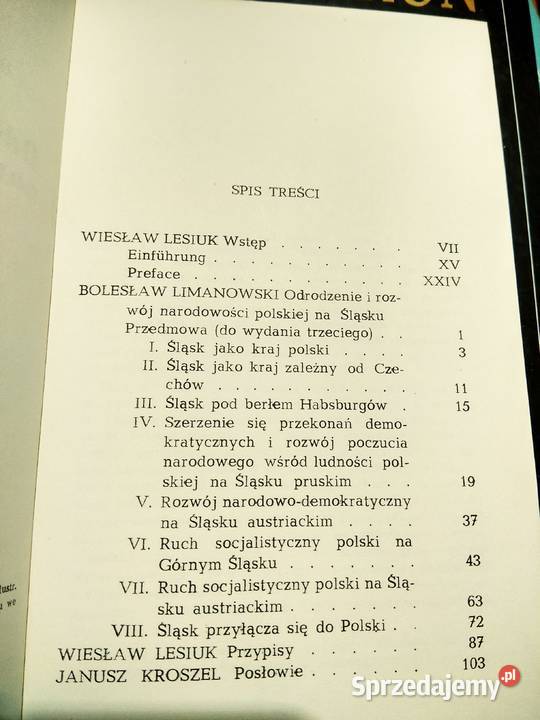 SPIS TREŚCI
WIESŁAW LESIUK Wstęp . . . . . . . VII
Einführung . . . . . . . . . . . XV
Preface . . . . . . . . . . . . XXIV
BOLESŁAW LIMANOWSKI Odrodzenie i roz-
wój narodowości polskiej na Śląsku
Przedmowa (do wydania trzeciego) . . 1
I. Śląsk jako kraj polski . . . . 3
II. Śląsk jako kraj zależny od Cze-
chów . . . . . . . . . . . 11
III. Śląsk pod berłem Habsburgów . 15
IV. Szerzenie się przekonań demo-
kratycznych i rozwój poczucia
narodowego wśród ludności pol-
skiej na Śląsku pruskim . . . 19
V. Rozwój narodowo-demokratyczny
na Śląsku austriackim . . . . 37
VI. Ruch socjalistyczny polski na
Górnym Śląsku . . . . . . . 43
VII. Ruch socjalistyczny polski na Ślą-
sku austriackim . . . . . . . 63
VIII. Śląsk przyłącza się do Polski . . 72
WIESŁAW LESIUK Przypisy . . . . . . 87
JANUSZ KROSZEL Posłowie . . . . . . 103
lustr.
u we
Sprzedajemy.pl